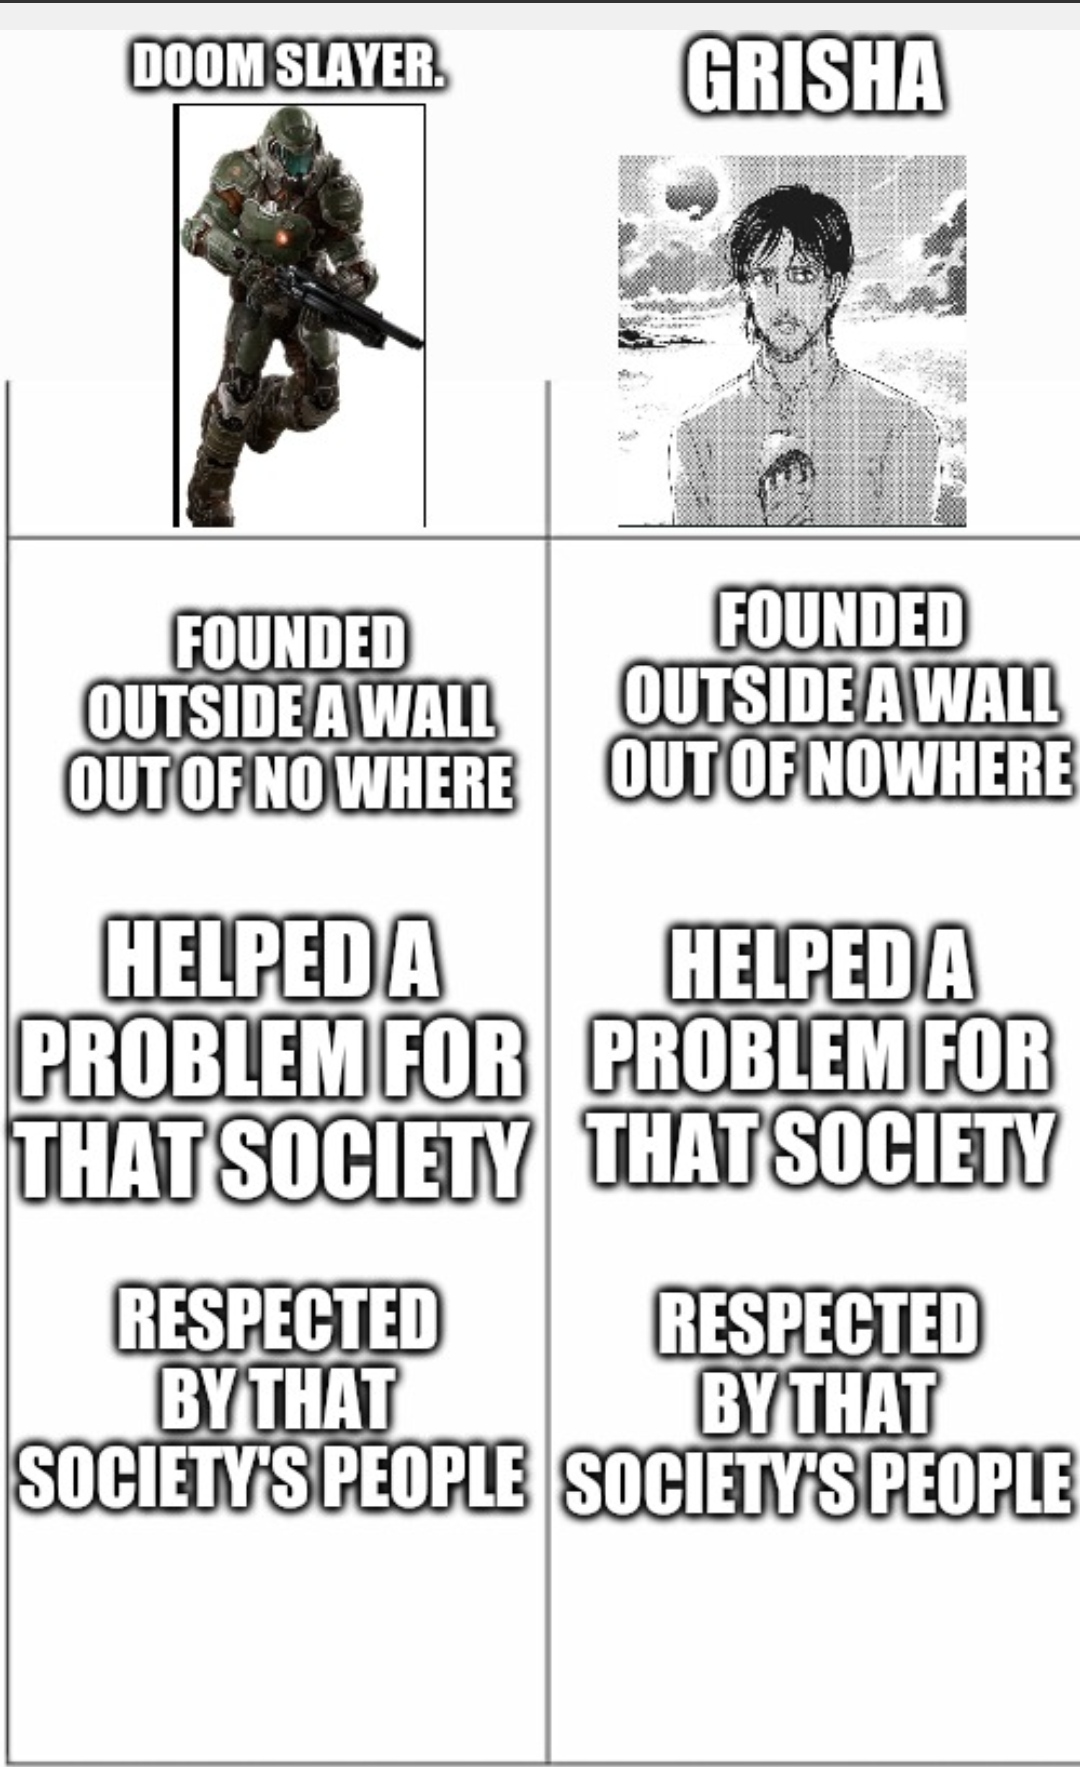 DOOM SLAYER.
GRISHA
FOUNDED
OUTSIDE A WALL
OUT OF NO WHERE
HELPED A
PROBLEM FOR
THAT SOCIETY
RESPECTED
BY THAT
SOCIETY'S PEOPLE
FOUNDED
OUTSIDE A WALL
OUT OF NOWHERE
HELPED A
PROBLEM FOR
THAT SOCIETY
RESPECTED
BY THAT
SOCIETY'S PEOPLE